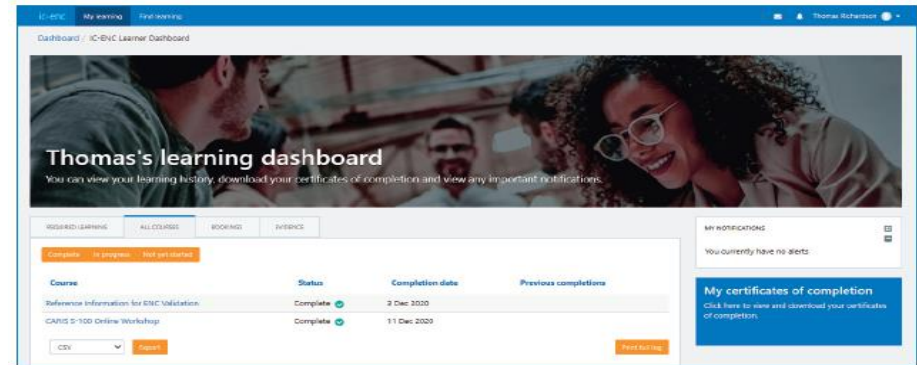 ic-enc My learning Find learning Thomas Richardson
Dashboard / IC-ENC Learner Dashboard
Thomas's learning dashboard
You can view your learning history, download your certificates of completion and view any important notifications.
REQUIRED LEARNING ALL COURSES BOOKINGS EVIDENCE
Complete In progress Not yet started
Course Status Completion date Previous completions
Reference Information for ENC Validation Complete 2 Dec 2020
CARIS S-100 Online Workshop Complete 11 Dec 2020
CSV Export Print full log
MY NOTIFICATIONS
You currently have no alerts
My certificates of completion
Click here to view and download your certificates
of completion.